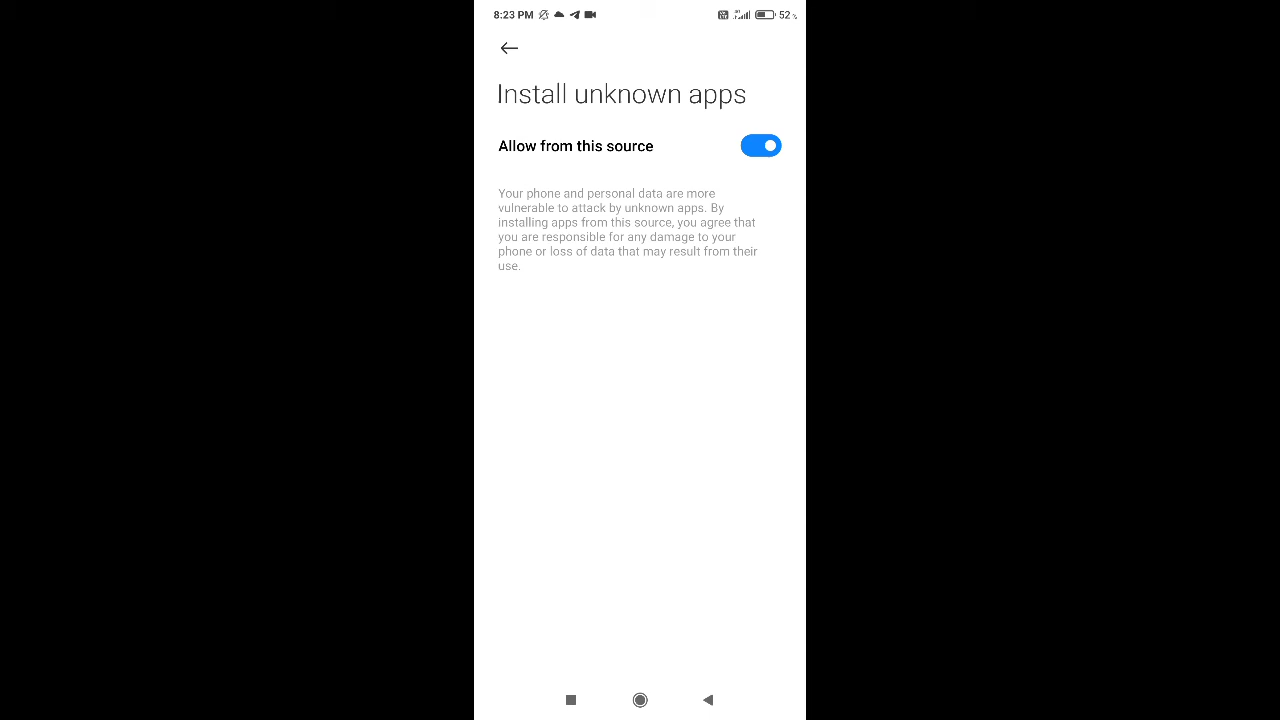 8:23 PM 52
Install unknown apps
Allow from this source
Your phone and personal data are more
vulnerable to attack by unknown apps. By
installing apps from this source, you agree that
you are responsible for any damage to your
phone or loss of data that may result from their
use.